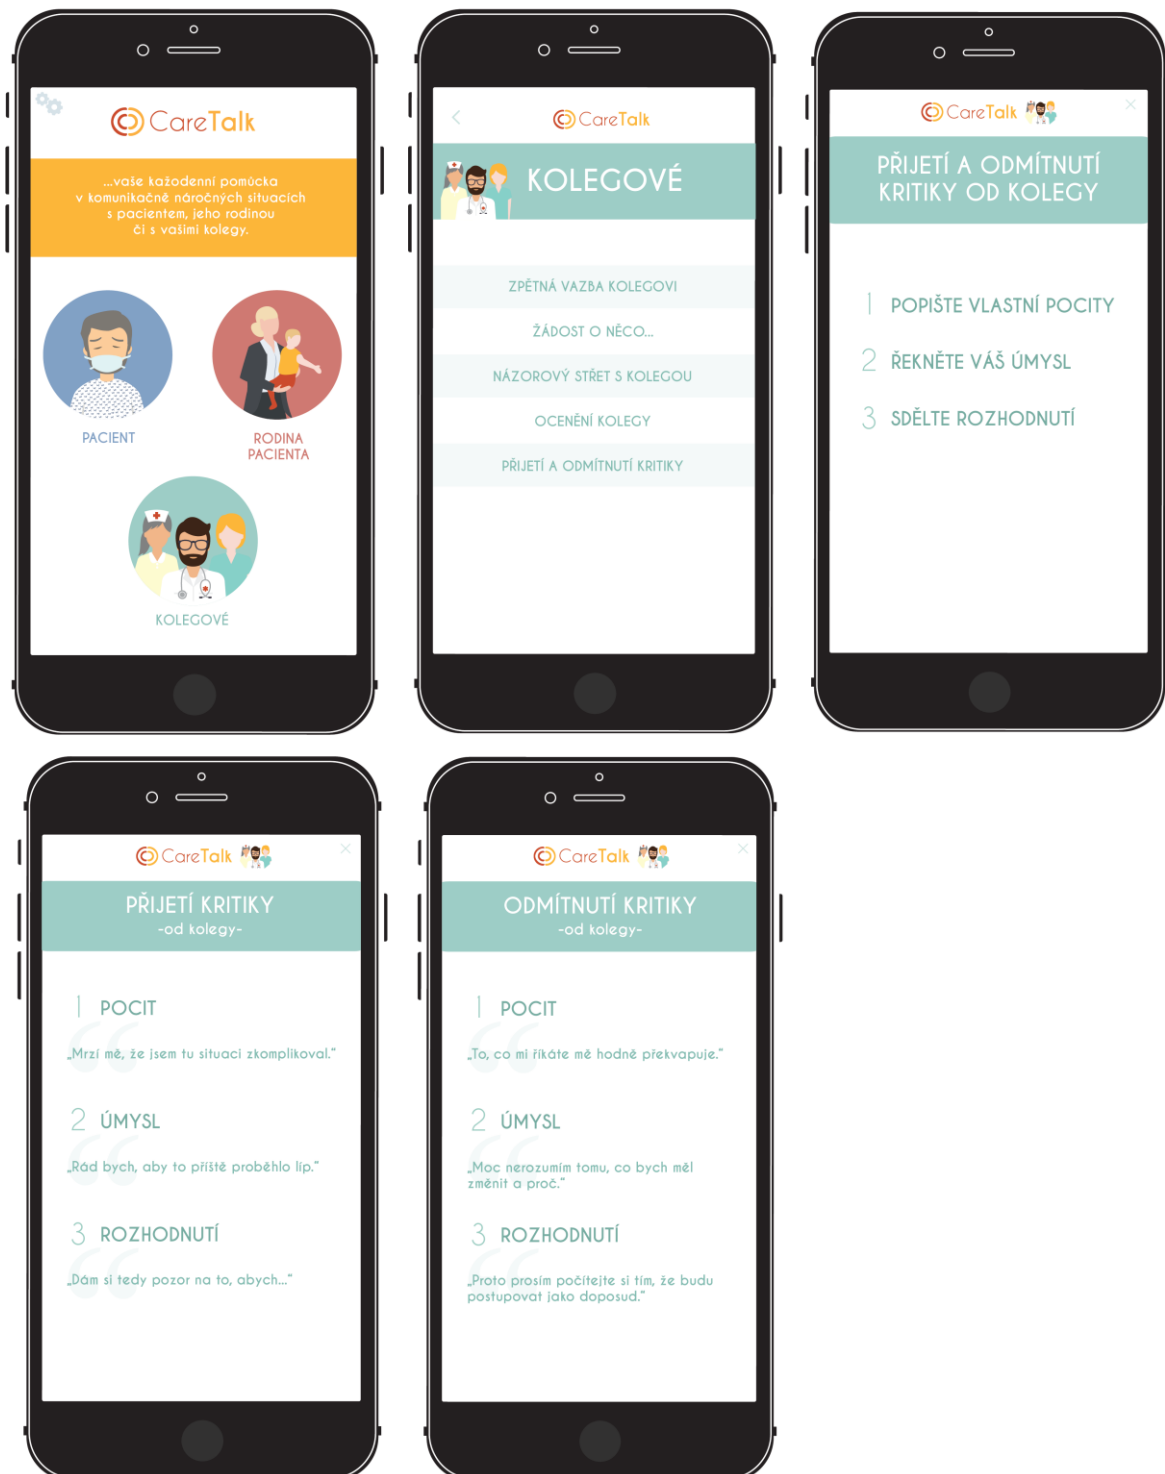 CareTalk
...vaše každodenní pomůcka
v komunikačně náročných situacích
s pacientem, jeho rodinou
či s vašimi kolegy.
PACIENT
RODINA
PACIENTA
KOLEGOVÉ
CareTalk
KOLEGOVÉ
ZPĚTNÁ VAZBA KOLEGOVI
ŽÁDOST O NĚCO...
NÁZOROVÝ STŘET S KOLEGOU
OCENĚNÍ KOLEGY
PŘIJETÍ A ODMÍTNUTÍ KRITIKY
CareTalk
PŘIJETÍ A ODMÍTNUTÍ
KRITIKY OD KOLEGY
1 POPIŠTE VLASTNÍ POCITY
2 ŘEKNĚTE VÁŠ ÚMYSL
3 SDĚLTE ROZHODNUTÍ
CareTalk
PŘIJETÍ KRITIKY
-od kolegy-
1 POCIT
„Mrzí mě, že jsem tu situaci zkomplikoval.“
2 ÚMYSL
„Rád bych, aby to příště proběhlo líp.“
3 ROZHODNUTÍ
„Dám si tedy pozor na to, abych...“
CareTalk
ODMÍTNUTÍ KRITIKY
-od kolegy-
1 POCIT
„To, co mi říkáte mě hodně překvapuje.“
2 ÚMYSL
„Moc nerozumím tomu, co bych měl
změnit a proč.“
3 ROZHODNUTÍ
„Proto prosím počítejte si tím, že budu
postupovat jako doposud.“